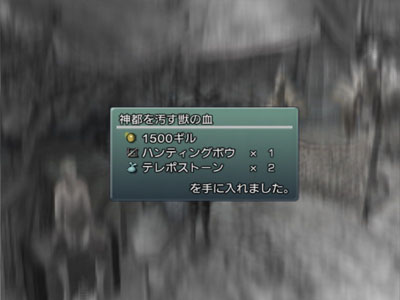 神都を汚す獣の血
1500ギル
ハンティングボウ × 1
テレポストーン × 2
を手に入れました。